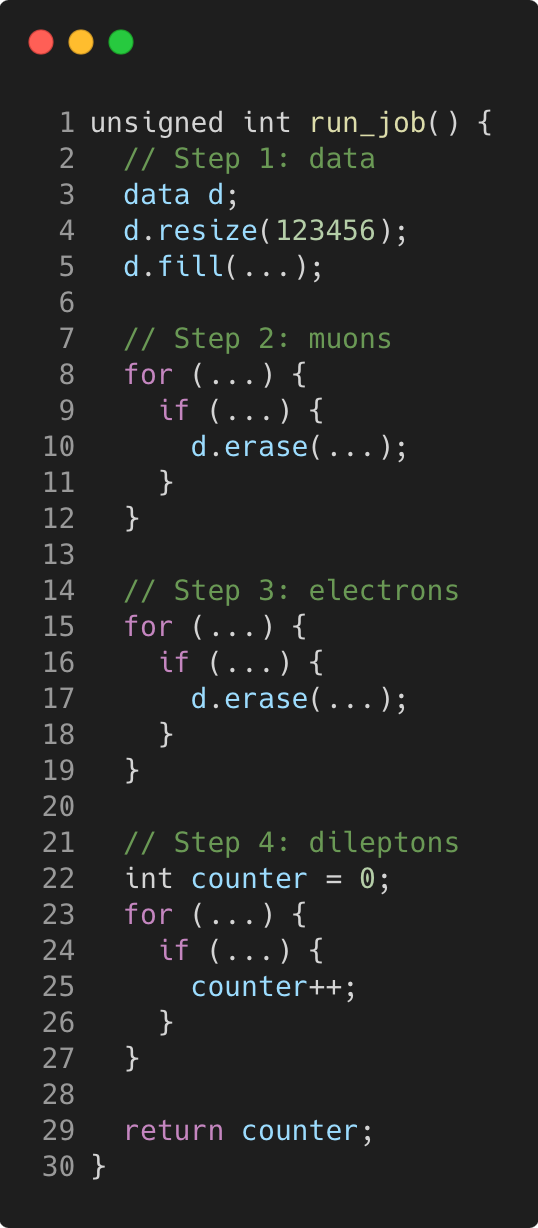 1 unsigned int run_job() {
2   // Step 1: data
3   data d;
4   d.resize(123456);
5   d.fill(...);
6
7   // Step 2: muons
8   for (...) {
9     if (...) {
10       d.erase(...);
11     }
12   }
13
14   // Step 3: electrons
15   for (...) {
16     if (...) {
17       d.erase(...);
18     }
19   }
20
21   // Step 4: dileptons
22   int counter = 0;
23   for (...) {
24     if (...) {
25       counter++;
26     }
27   }
28
29   return counter;
30 }